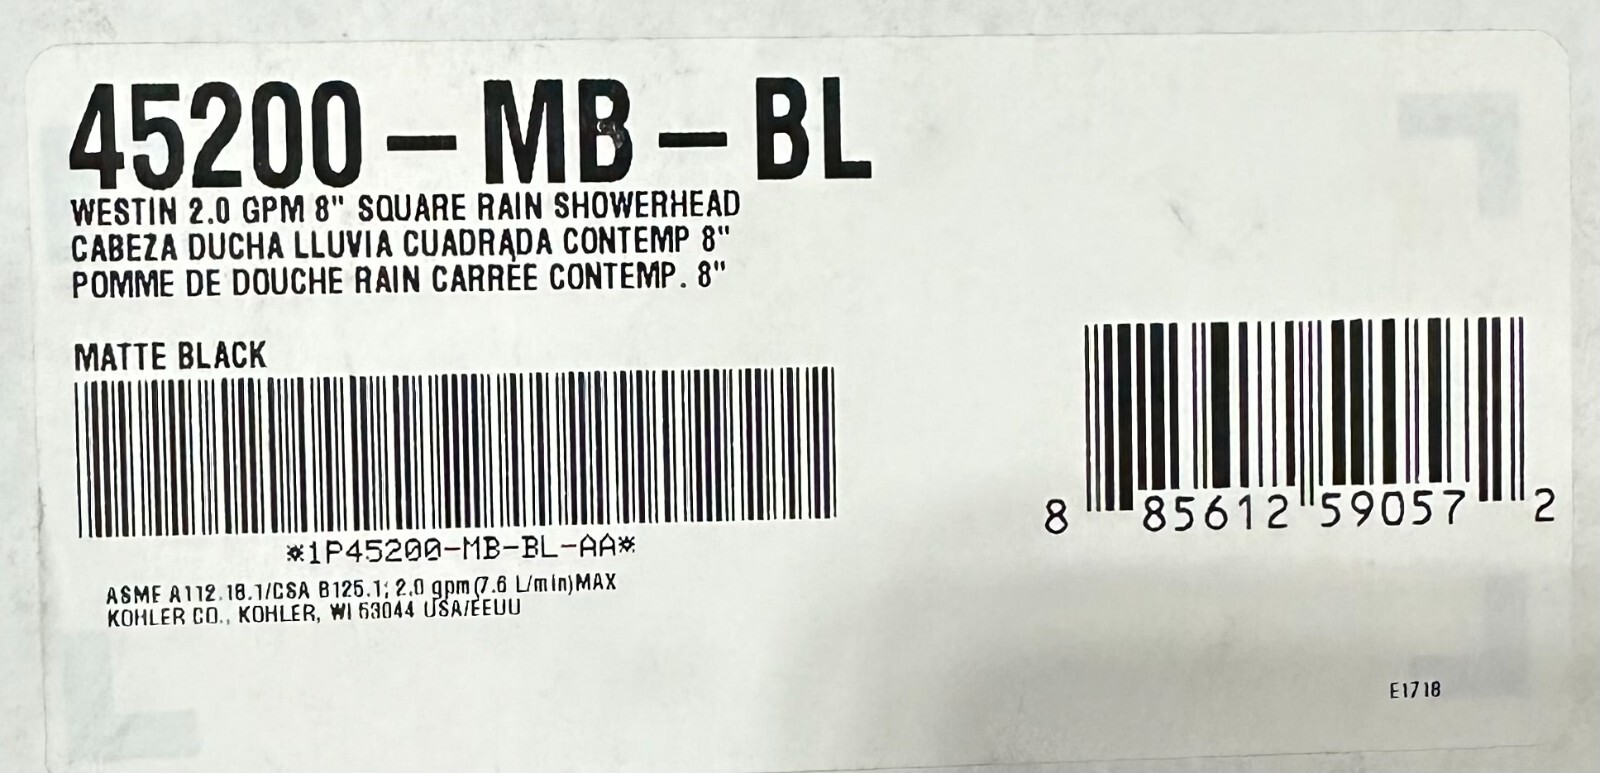 45200-MB-BL
WESTIN 2.0 GPM 8" SQUARE RAIN SHOWERHEAD
CABEZA DUCHA LLUVIA CUADRADA CONTEMP 8"
POMME DE DOUCHE RAIN CARRÉE CONTEMP. 8"
MATTE BLACK
*1P45200-MB-BL-AA*
8 85612 59057 2
ASME A112.18.1/CSA B125.1; 2.0 gpm(7.6 L/min)MAX
KOHLER CO., KOHLER, WI 53044 USA/EEUU
E1718